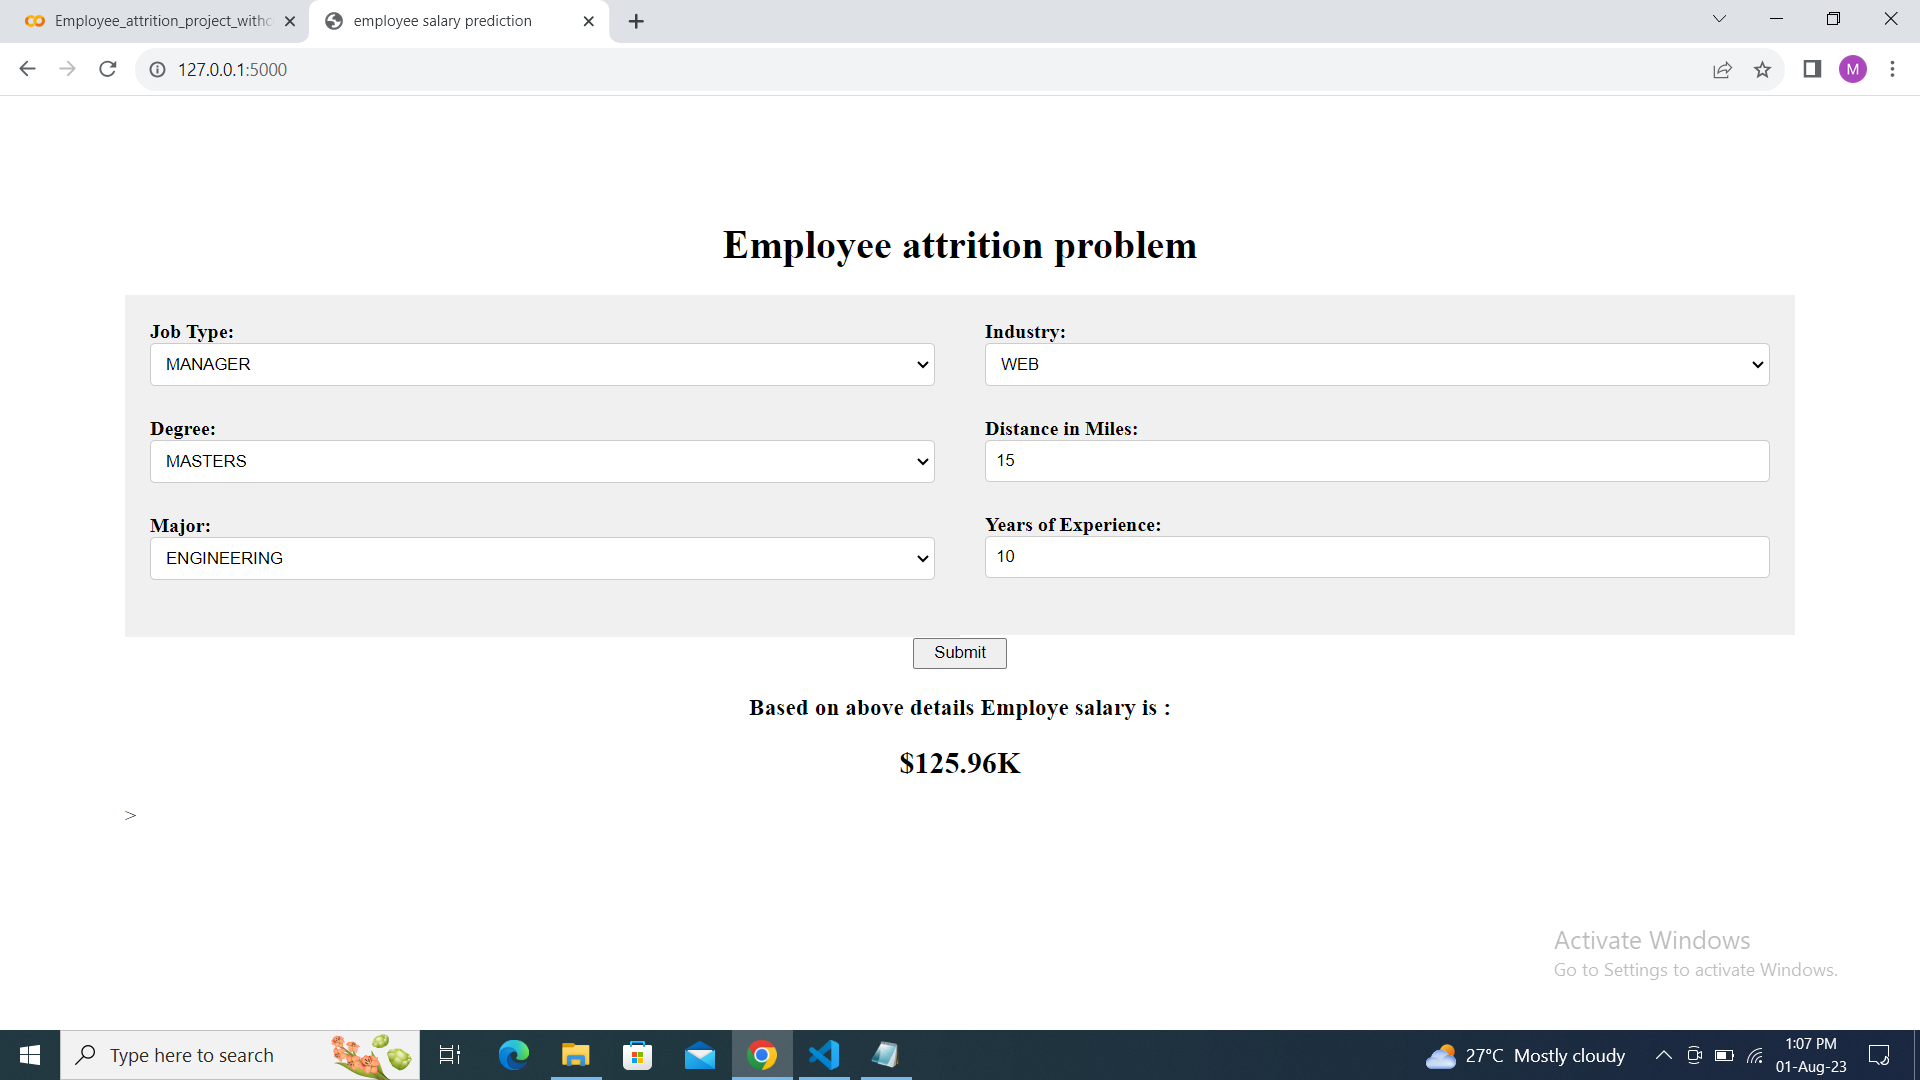 Employee_attrition_project_witho
employee salary prediction
127.0.0.1:5000
M
Employee attrition problem
Job Type:
MANAGER
Industry:
WEB
Degree:
MASTERS
Distance in Miles:
15
Major:
ENGINEERING
Years of Experience:
10
Submit
Based on above details Employe salary is :
$125.96K
>
Activate Windows
Go to Settings to activate Windows.
Type here to search
27°C Mostly cloudy
1:07 PM
01-Aug-23